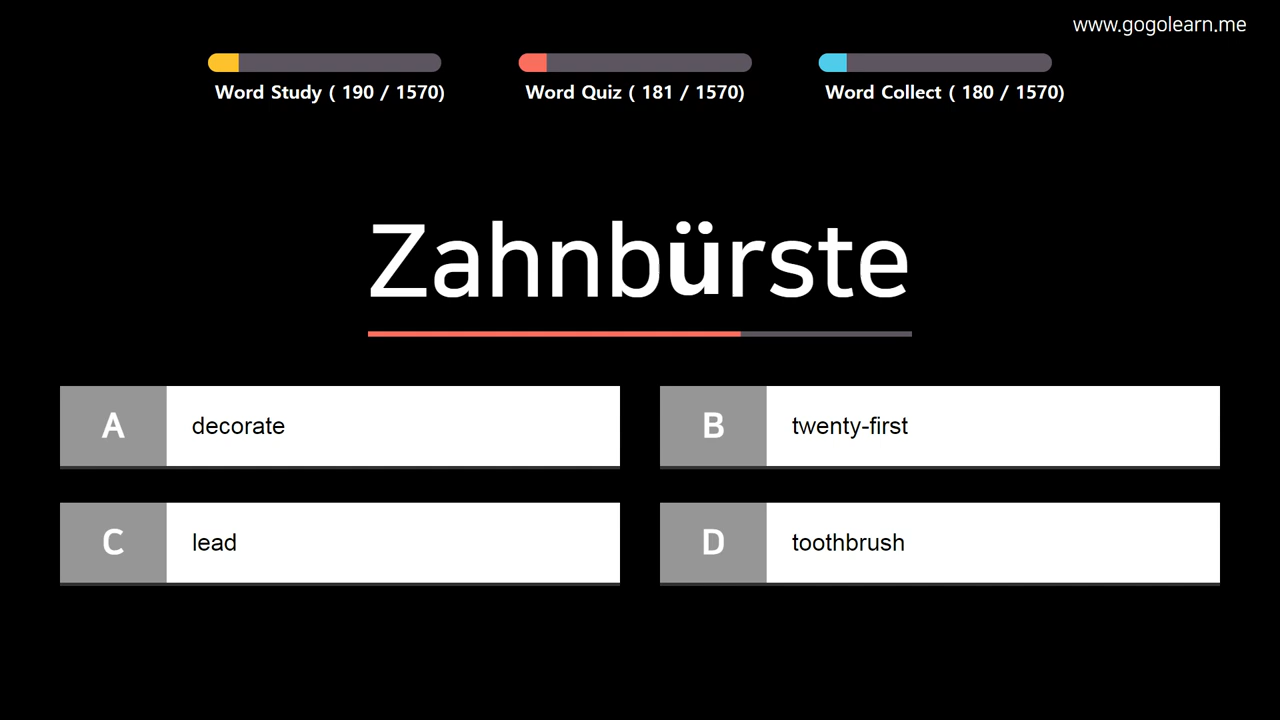 www.gogolearn.me
Word Study ( 190 / 1570)
Word Quiz ( 181 / 1570)
Word Collect ( 180 / 1570)
Zahnbürste
A decorate
B twenty-first
C lead
D toothbrush